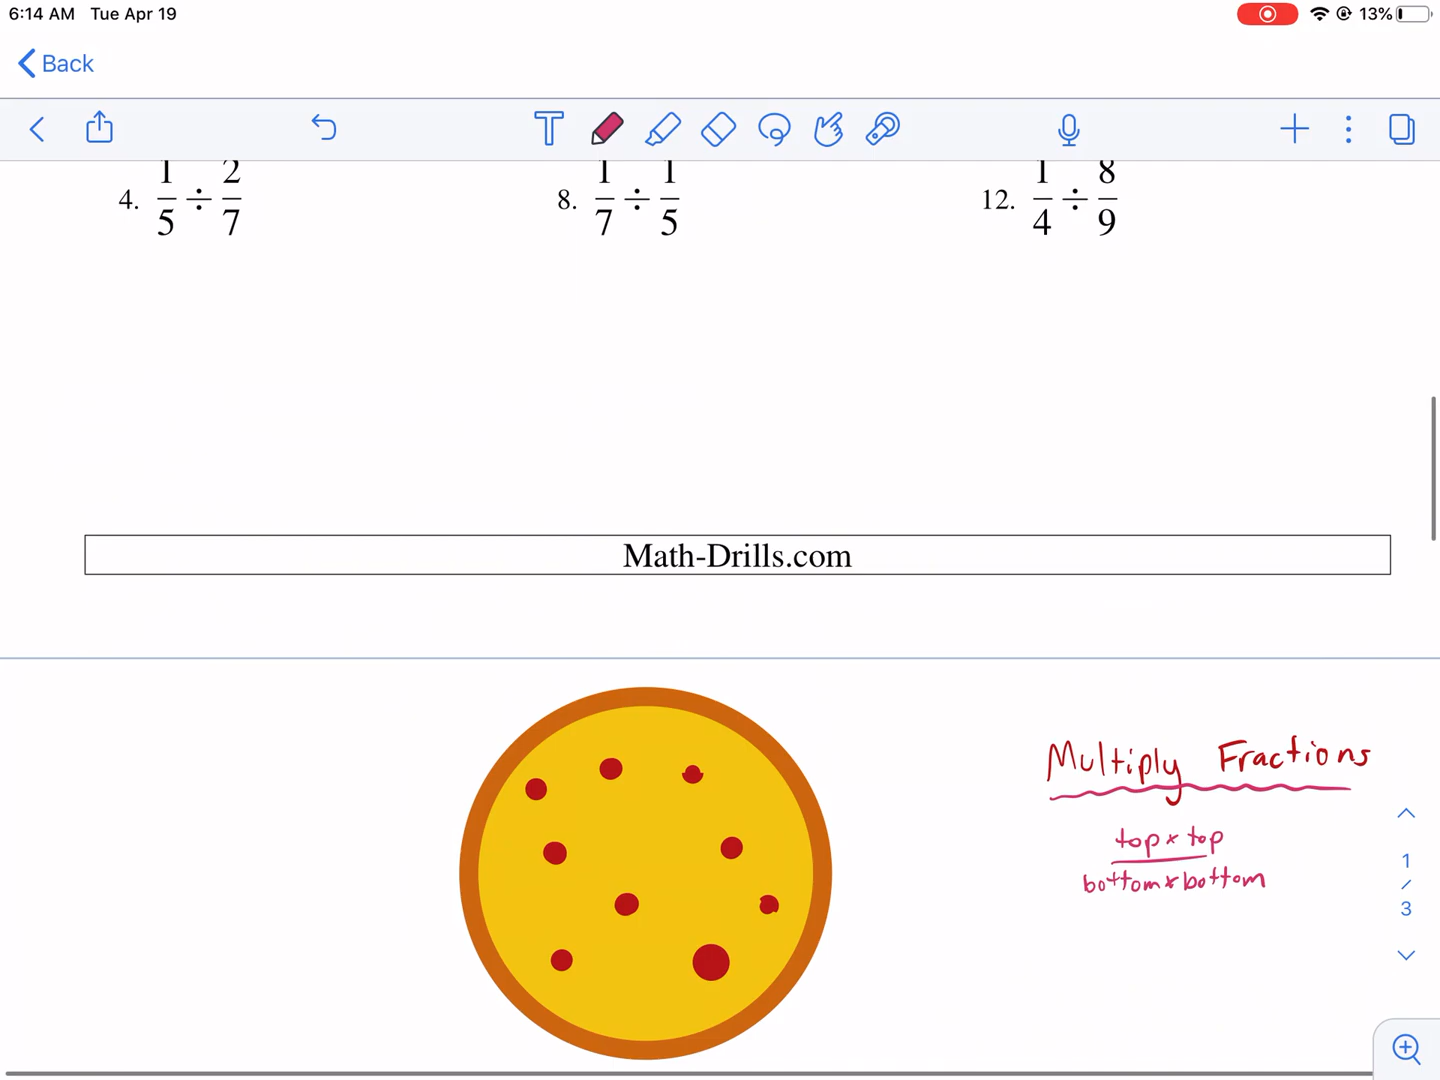 6:14 AM Tue Apr 19 13%
Back
4. 1/5 ÷ 2/7 8. 1/7 ÷ 1/5 12. 1/4 ÷ 8/9
Math-Drills.com
Multiply Fractions
top × top
bottom × bottom
1
/
3